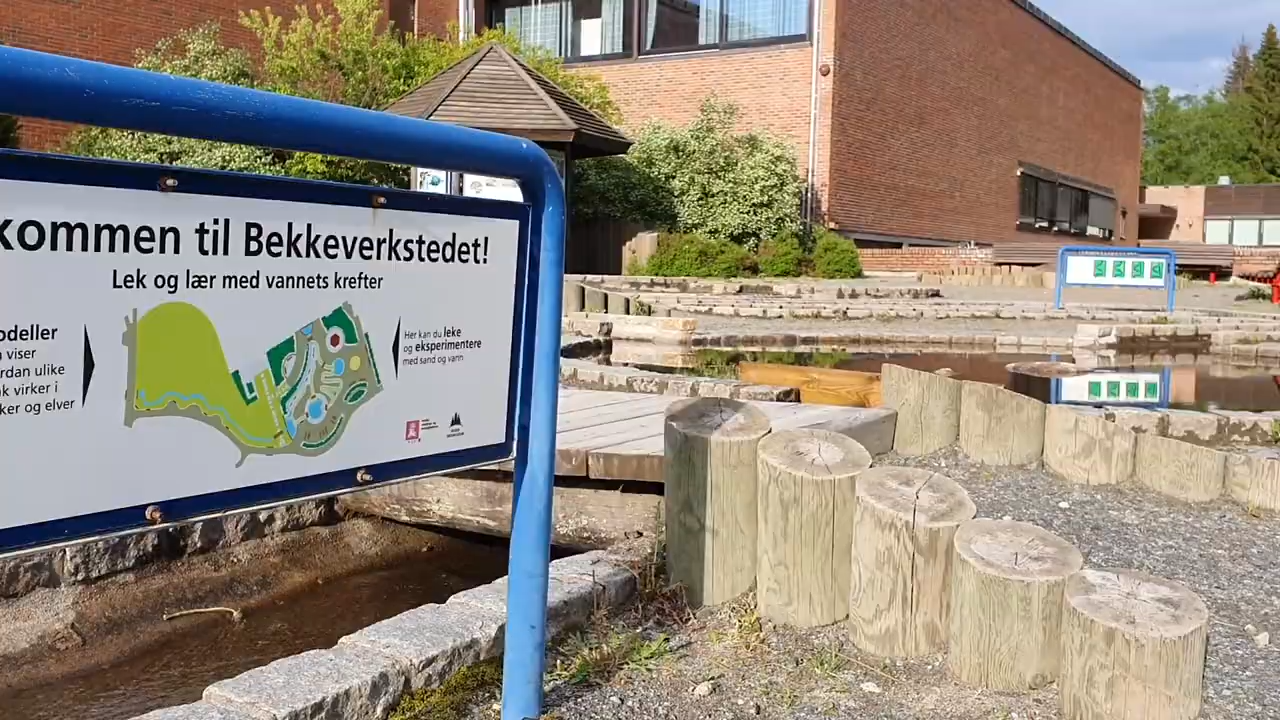 kommen til Bekkeverkstedet!
Lek og lær med vannets krefter
odeller
viser
dan ulike
k virker i
ker og elver
Her kan du leke
og eksperimentere
med sand og vann